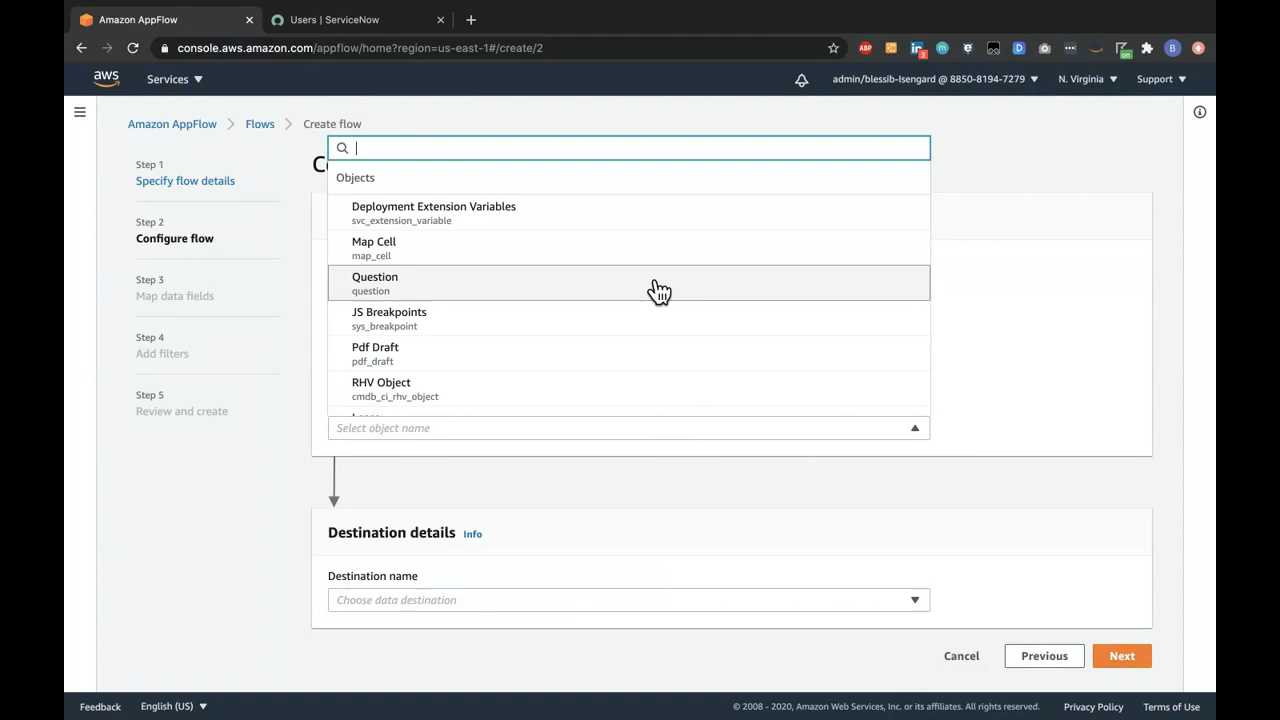 Amazon AppFlow
Users | ServiceNow
console.aws.amazon.com/appflow/home?region=us-east-1#/create/2
ABP
in
3
m
D
on
B
aws
Services
admin/blessib-Isengard @ 8850-8194-7279
N. Virginia
Support
Amazon AppFlow
Flows
Create flow
Step 1
Specify flow details
Step 2
Configure flow
Step 3
Map data fields
Step 4
Add filters
Step 5
Review and create
Objects
Deployment Extension Variables
svc_extension_variable
Map Cell
map_cell
Question
question
JS Breakpoints
sys_breakpoint
Pdf Draft
pdf_draft
RHV Object
cmdb_ci_rhv_object
Select object name
Destination details Info
Destination name
Choose data destination
Cancel
Previous
Next
Feedback
English (US)
© 2008 - 2020, Amazon Web Services, Inc. or its affiliates. All rights reserved.
Privacy Policy
Terms of Use